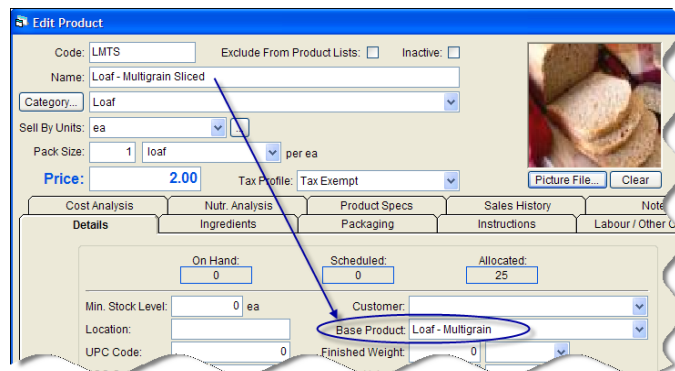 Edit Product
Code: LMTS Exclude From Product Lists: Inactive:
Name: Loaf - Multigrain Sliced
Category... Loaf
Sell By Units: ea ...
Pack Size: 1 loaf per ea
Price: 2.00 Tax Profile: Tax Exempt Picture File... Clear
Cost Analysis Nutr. Analysis Product Specs Sales History Note
Details Ingredients Packaging Instructions Labour / Other
On Hand: Scheduled: Allocated:
0 0 25
Min. Stock Level: 0 ea Customer:
Location: Base Product: Loaf - Multigrain
UPC Code: 0 Finished Weight: 0